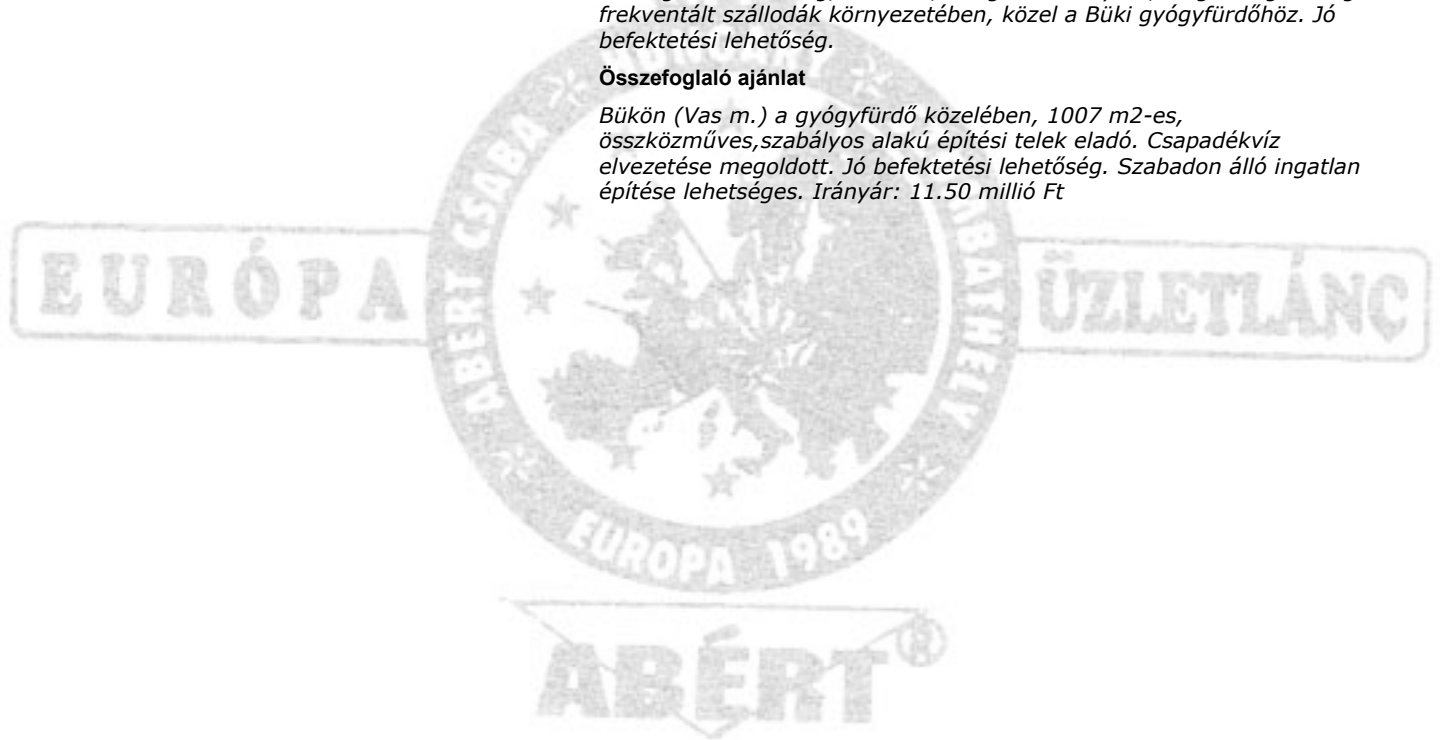 frekventált szállodák környezetében, közel a Büki gyógyfürdőhöz. Jó
befektetési lehetőség.
Összefoglaló ajánlat
Bükön (Vas m.) a gyógyfürdő közelében, 1007 m2-es,
összközműves,szabályos alakú építési telek eladó. Csapadékvíz
elvezetése megoldott. Jó befektetési lehetőség. Szabadon álló ingatlan
építése lehetséges. Irányár: 11.50 millió Ft
EURÓPA
ABERT CSABA
HUNGARY
ÜZLETLÁNC
EUROPA 1989
ABÉRT®